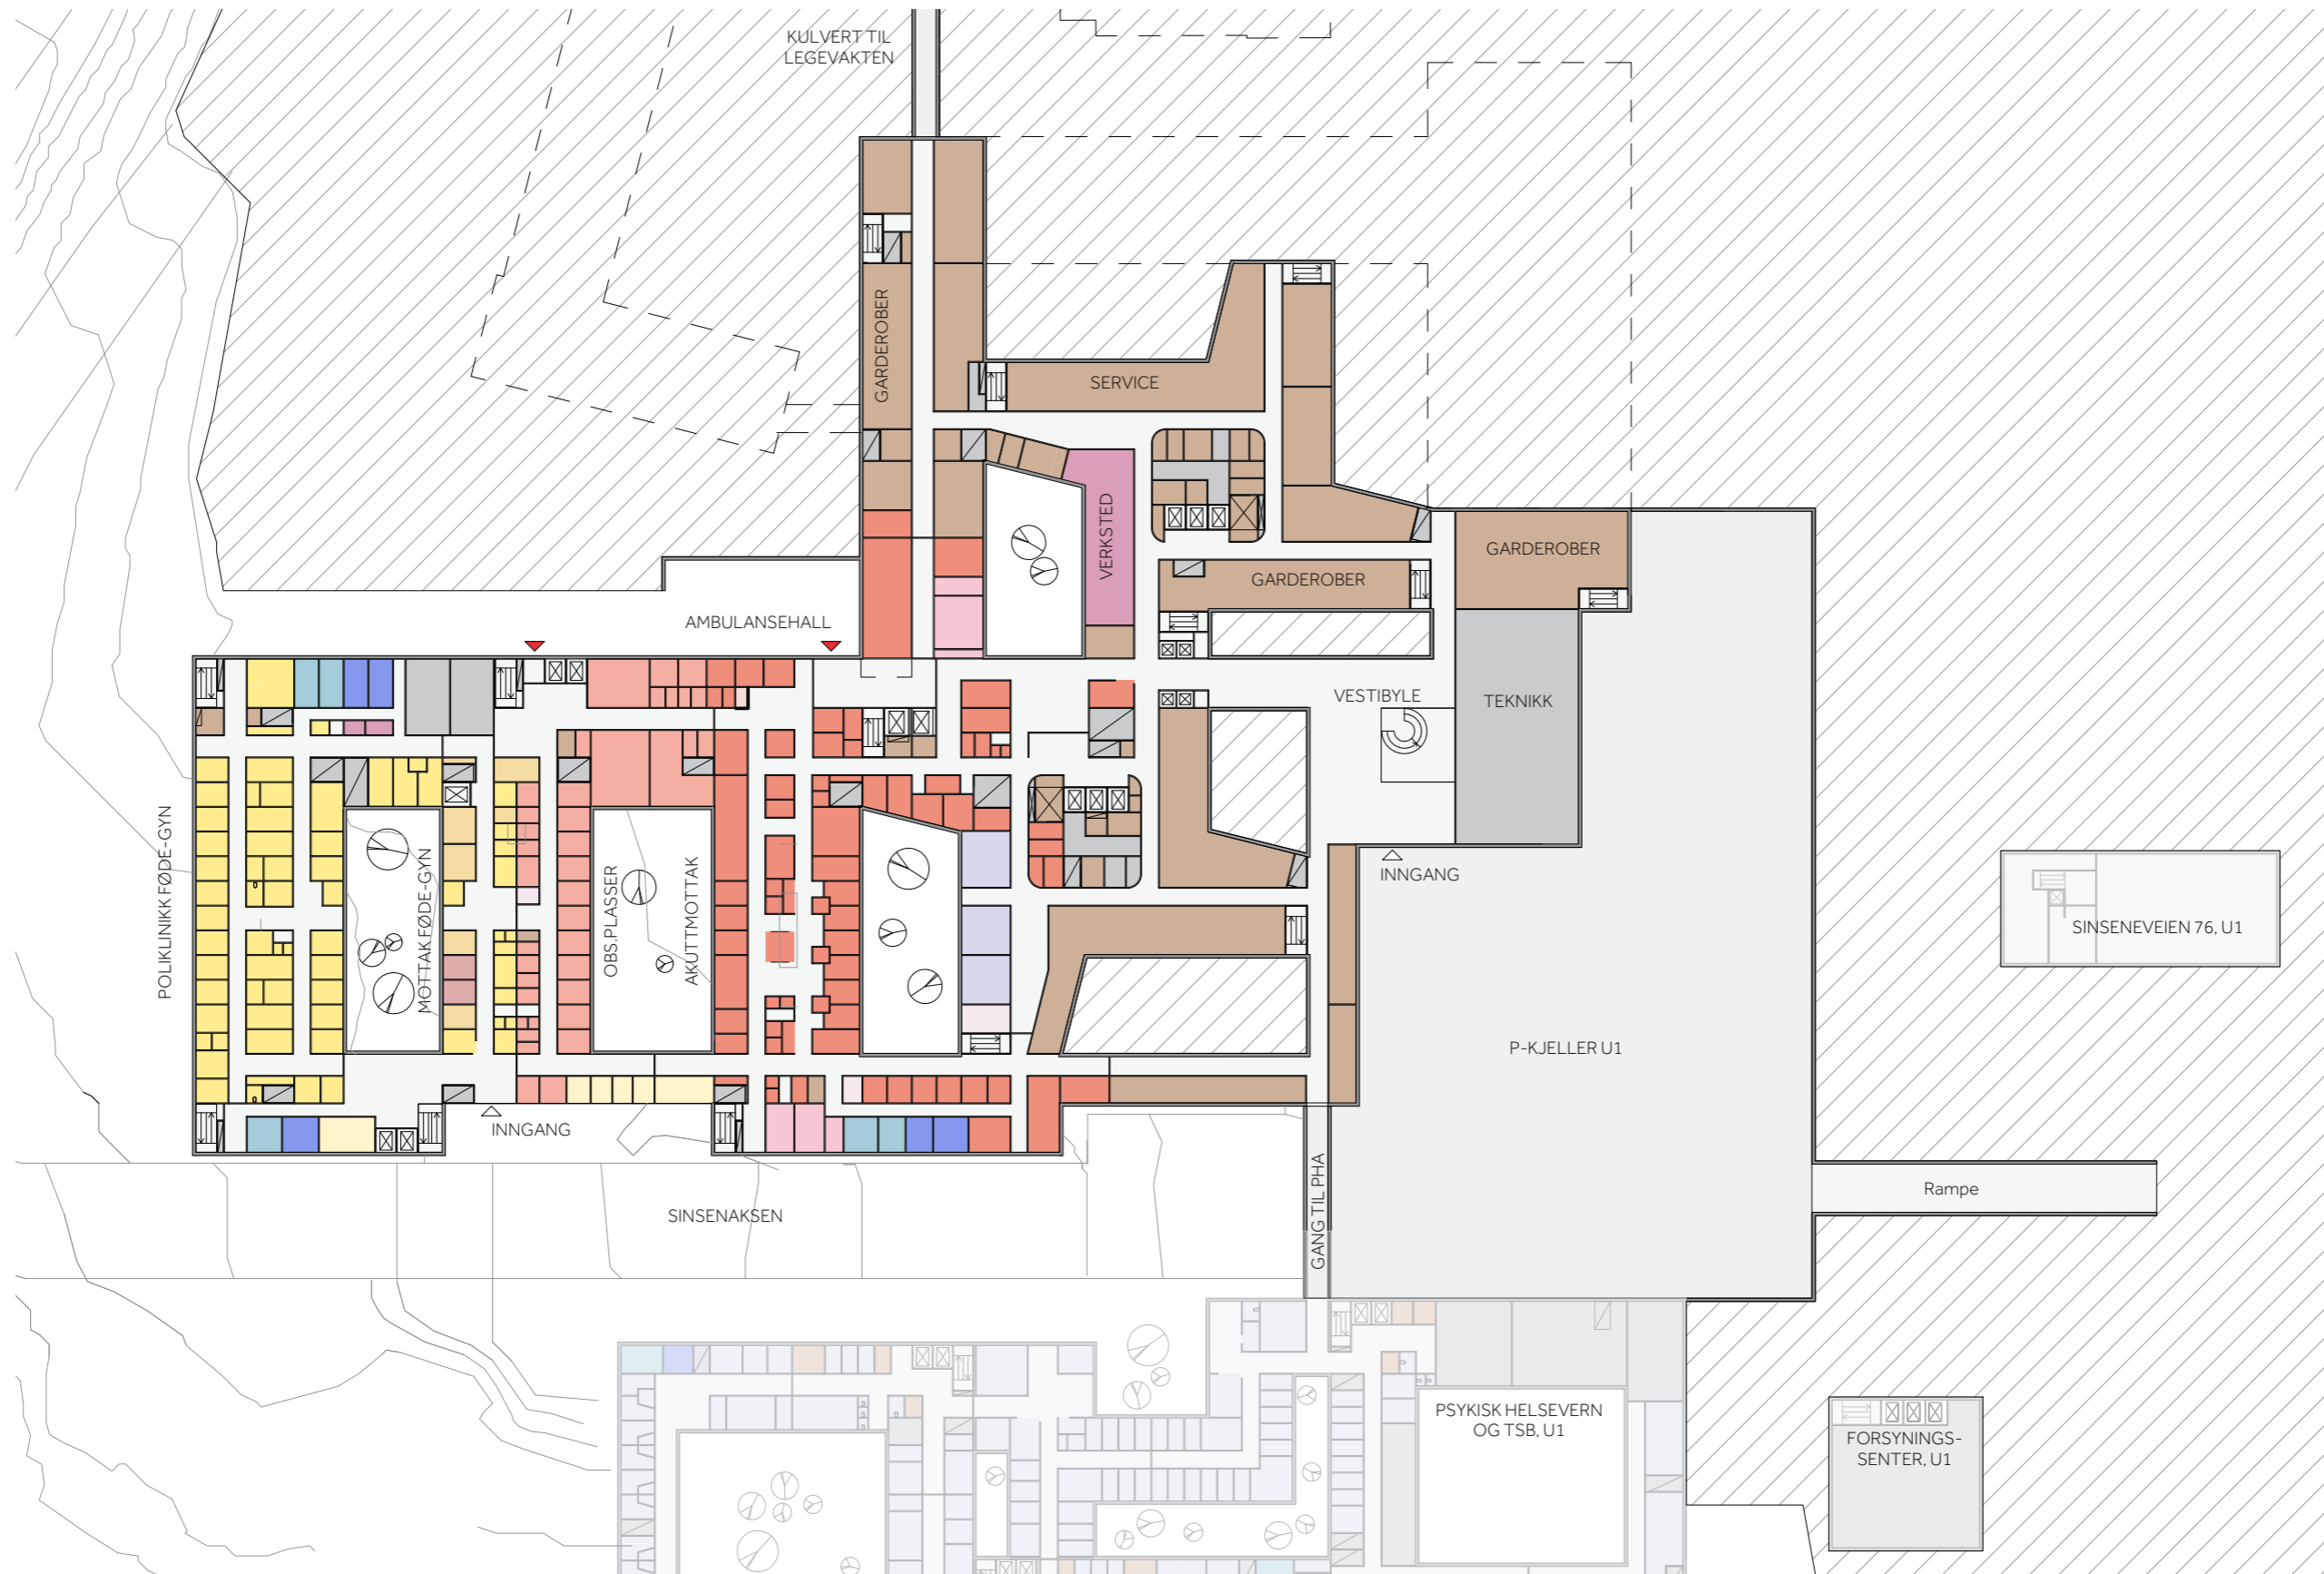 KULVERT TIL
LEGEVAKTEN
GARDEROBER
SERVICE
VERKSTED
GARDEROBER
GARDEROBER
AMBULANSEHALL
VESTIBYLE
TEKNIKK
POLIKLINIKK FØDE-GYN
MOTTAK FØDE-GYN
OBS.PLASSER
AKUTTMOTTAK
INNGANG
SINSENEVEIEN 76, U1
P-KJELLER U1
INNGANG
GANG TIL PHA
Rampe
SINSENAKSEN
PSYKISK HELSEVERN
OG TSB, U1
FORSYNINGS-
SENTER, U1